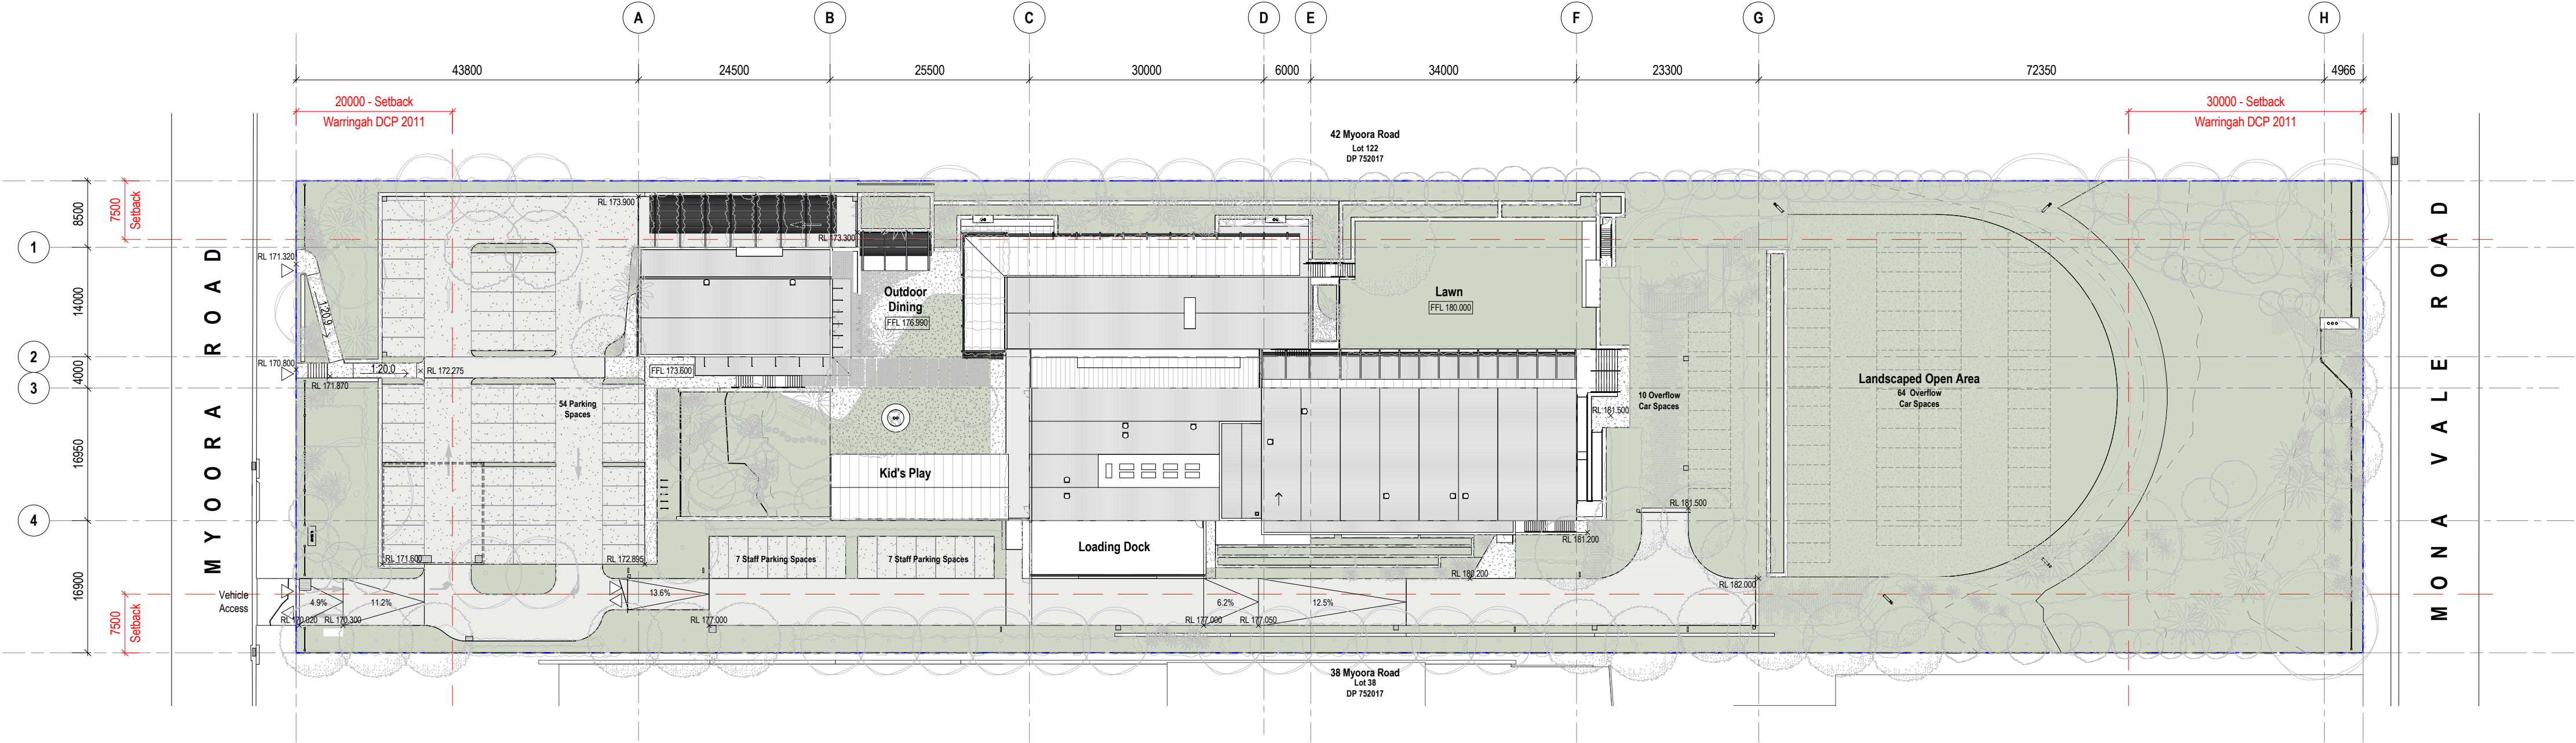 A B C D E F G H
43800 24500 25500 30000 6000 34000 23300 72350 4966
20000 - Setback
Warringah DCP 2011
30000 - Setback
Warringah DCP 2011
42 Myoora Road
Lot 122
DP 752017
8500
7500
Setback
1
14000
2
4000
3
16950
4
16900
7500
Setback
MYOORA ROAD
RL 173.900
RL 173.300
RL 171.320
1:20.9
Outdoor
Dining
FFL 176.990
Lawn
FFL 180.000
RL 170.800
1:20.0
RL 172.275
RL 171.870
FFL 173.600
54 Parking
Spaces
Kid's Play
RL 181.500
10 Overflow
Car Spaces
Landscaped Open Area
64 Overflow
Car Spaces
RL 181.500
RL 171.600
RL 172.895
7 Staff Parking Spaces
7 Staff Parking Spaces
Loading Dock
RL 181.200
RL 180.200
RL 182.000
Vehicle
Access
4.9%
11.2%
13.6%
6.2%
12.5%
RL 170.020
RL 170.300
RL 177.000
RL 177.000
RL 177.050
38 Myoora Road
Lot 38
DP 752017
MONA VALE ROAD